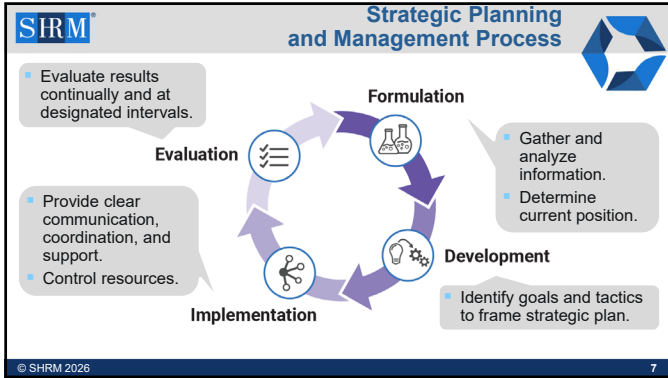 SHRM®
Strategic Planning
and Management Process
Evaluate results
continually and at
designated intervals.
Formulation
Evaluation
Gather and
analyze
information.
Determine
current position.
Provide clear
communication,
coordination, and
support.
Control resources.
Development
Identify goals and tactics
to frame strategic plan.
Implementation
© SHRM 2026
7